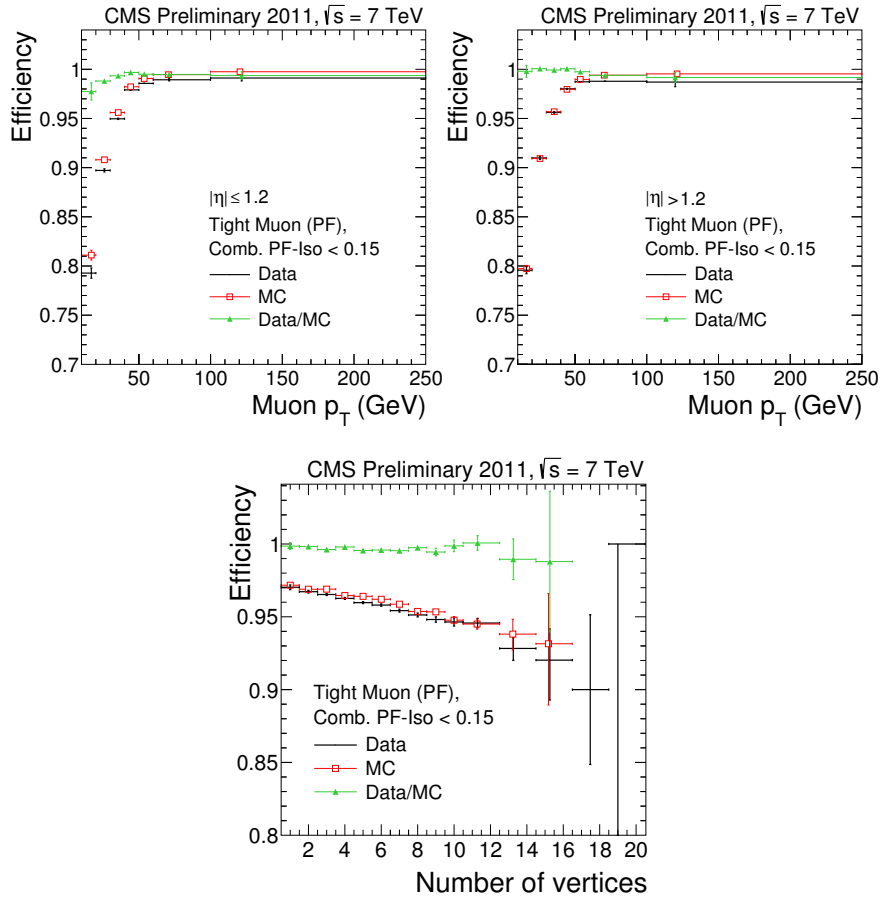 CMS Preliminary 2011, √s = 7 TeV
Efficiency
1
0.95
0.9
0.85
0.8
0.75
0.7
|η| ≤ 1.2
Tight Muon (PF),
Comb. PF-Iso < 0.15
Data
MC
Data/MC
50 100 150 200 250
Muon p_T (GeV)
CMS Preliminary 2011, √s = 7 TeV
Efficiency
1
0.95
0.9
0.85
0.8
0.75
0.7
|η| > 1.2
Tight Muon (PF),
Comb. PF-Iso < 0.15
Data
MC
Data/MC
50 100 150 200 250
Muon p_T (GeV)
CMS Preliminary 2011, √s = 7 TeV
Efficiency
1
0.95
0.9
0.85
0.8
Tight Muon (PF),
Comb. PF-Iso < 0.15
Data
MC
Data/MC
2 4 6 8 10 12 14 16 18 20
Number of vertices